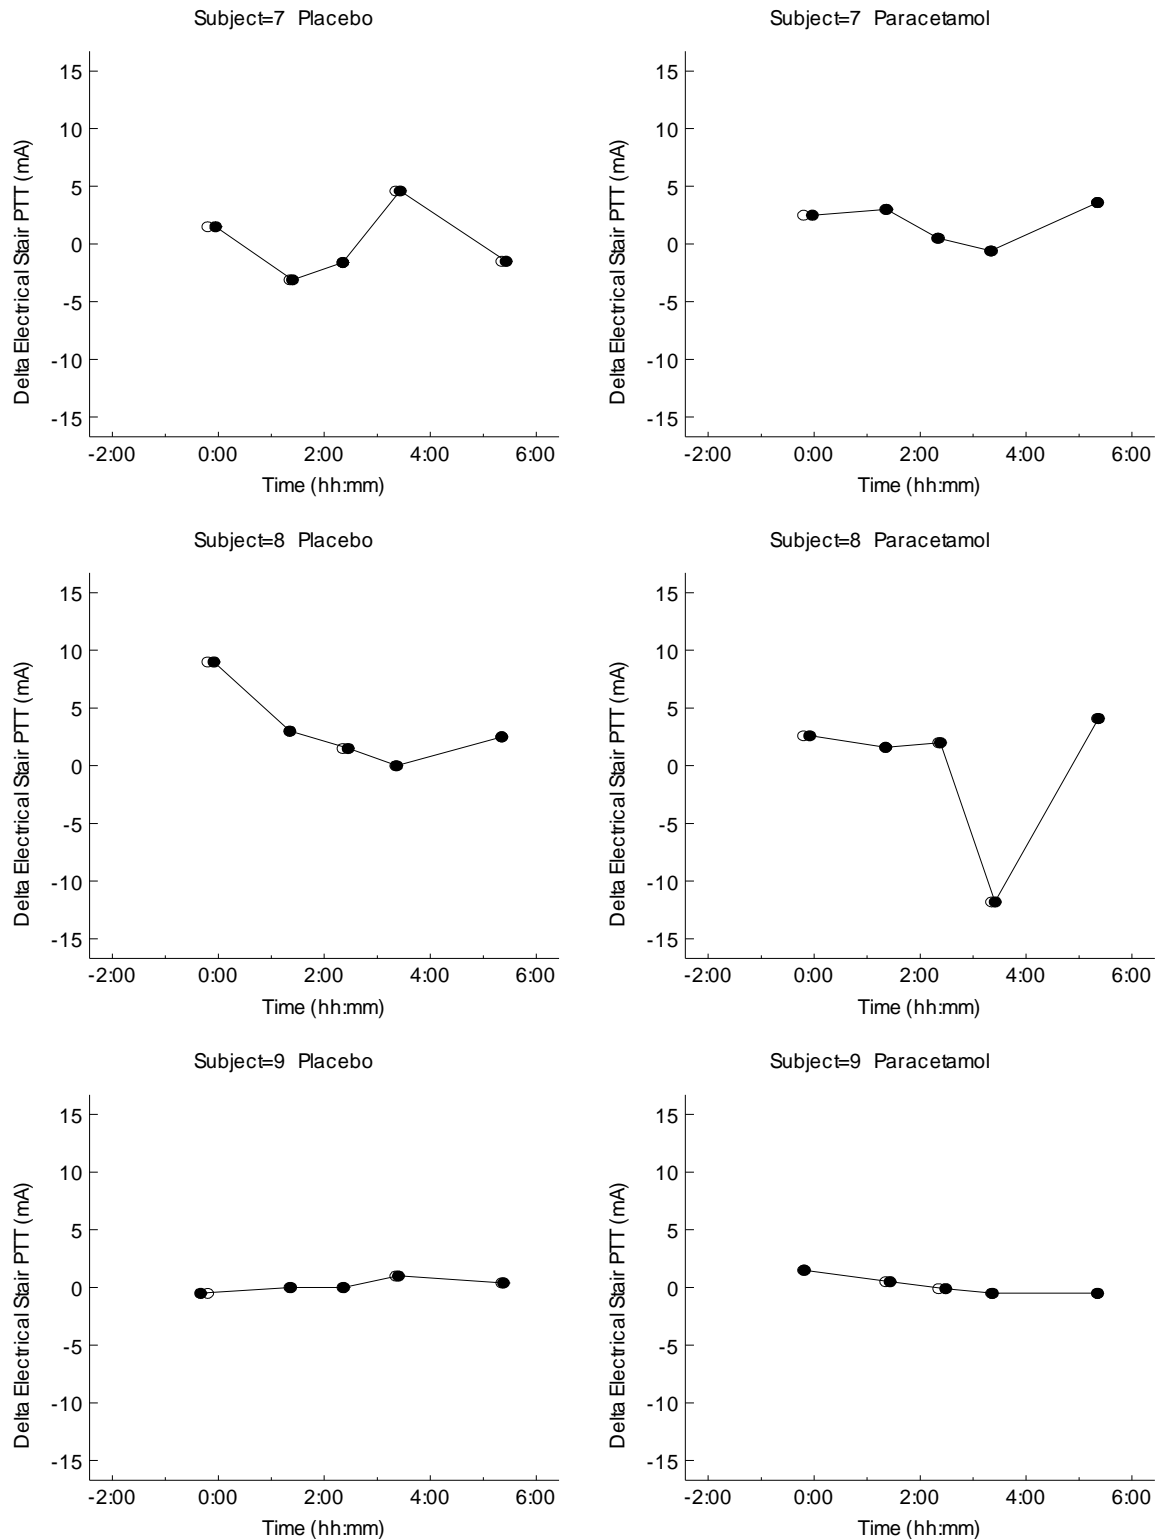 Subject=7 Placebo
Delta Electrical Stair PTT (mA)
15
10
5
0
-5
-10
-15
-2:00 0:00 2:00 4:00 6:00
Time (hh:mm)
Subject=7 Paracetamol
Delta Electrical Stair PTT (mA)
15
10
5
0
-5
-10
-15
-2:00 0:00 2:00 4:00 6:00
Time (hh:mm)
Subject=8 Placebo
Delta Electrical Stair PTT (mA)
15
10
5
0
-5
-10
-15
-2:00 0:00 2:00 4:00 6:00
Time (hh:mm)
Subject=8 Paracetamol
Delta Electrical Stair PTT (mA)
15
10
5
0
-5
-10
-15
-2:00 0:00 2:00 4:00 6:00
Time (hh:mm)
Subject=9 Placebo
Delta Electrical Stair PTT (mA)
15
10
5
0
-5
-10
-15
-2:00 0:00 2:00 4:00 6:00
Time (hh:mm)
Subject=9 Paracetamol
Delta Electrical Stair PTT (mA)
15
10
5
0
-5
-10
-15
-2:00 0:00 2:00 4:00 6:00
Time (hh:mm)